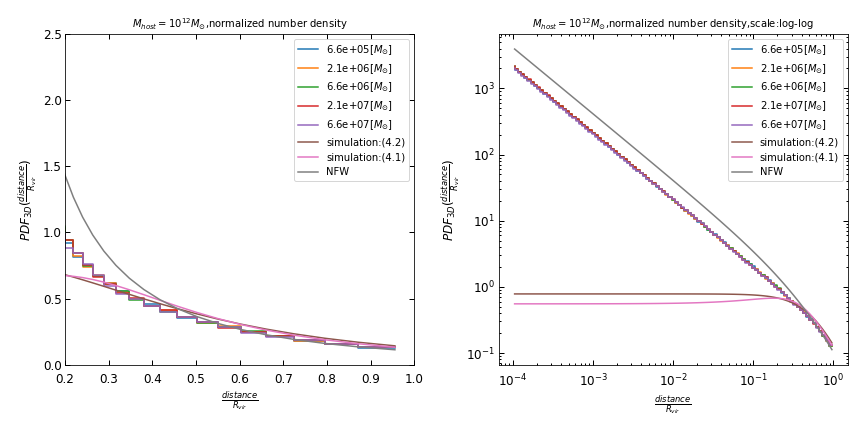 M_host = 10^12 M_⊙,normalized number density
2.5
2.0
1.5
1.0
0.5
0.0
0.2 0.3 0.4 0.5 0.6 0.7 0.8 0.9 1.0
PDF_3D(distance/R_vir)
distance/R_vir
6.6e+05[M_⊙]
2.1e+06[M_⊙]
6.6e+06[M_⊙]
2.1e+07[M_⊙]
6.6e+07[M_⊙]
simulation:(4.2)
simulation:(4.1)
NFW
M_host = 10^12 M_⊙,normalized number density,scale:log-log
10^3
10^2
10^1
10^0
10^−1
10^−4 10^−3 10^−2 10^−1 10^0
PDF_3D(distance/R_vir)
distance/R_vir
6.6e+05[M_⊙]
2.1e+06[M_⊙]
6.6e+06[M_⊙]
2.1e+07[M_⊙]
6.6e+07[M_⊙]
simulation:(4.2)
simulation:(4.1)
NFW